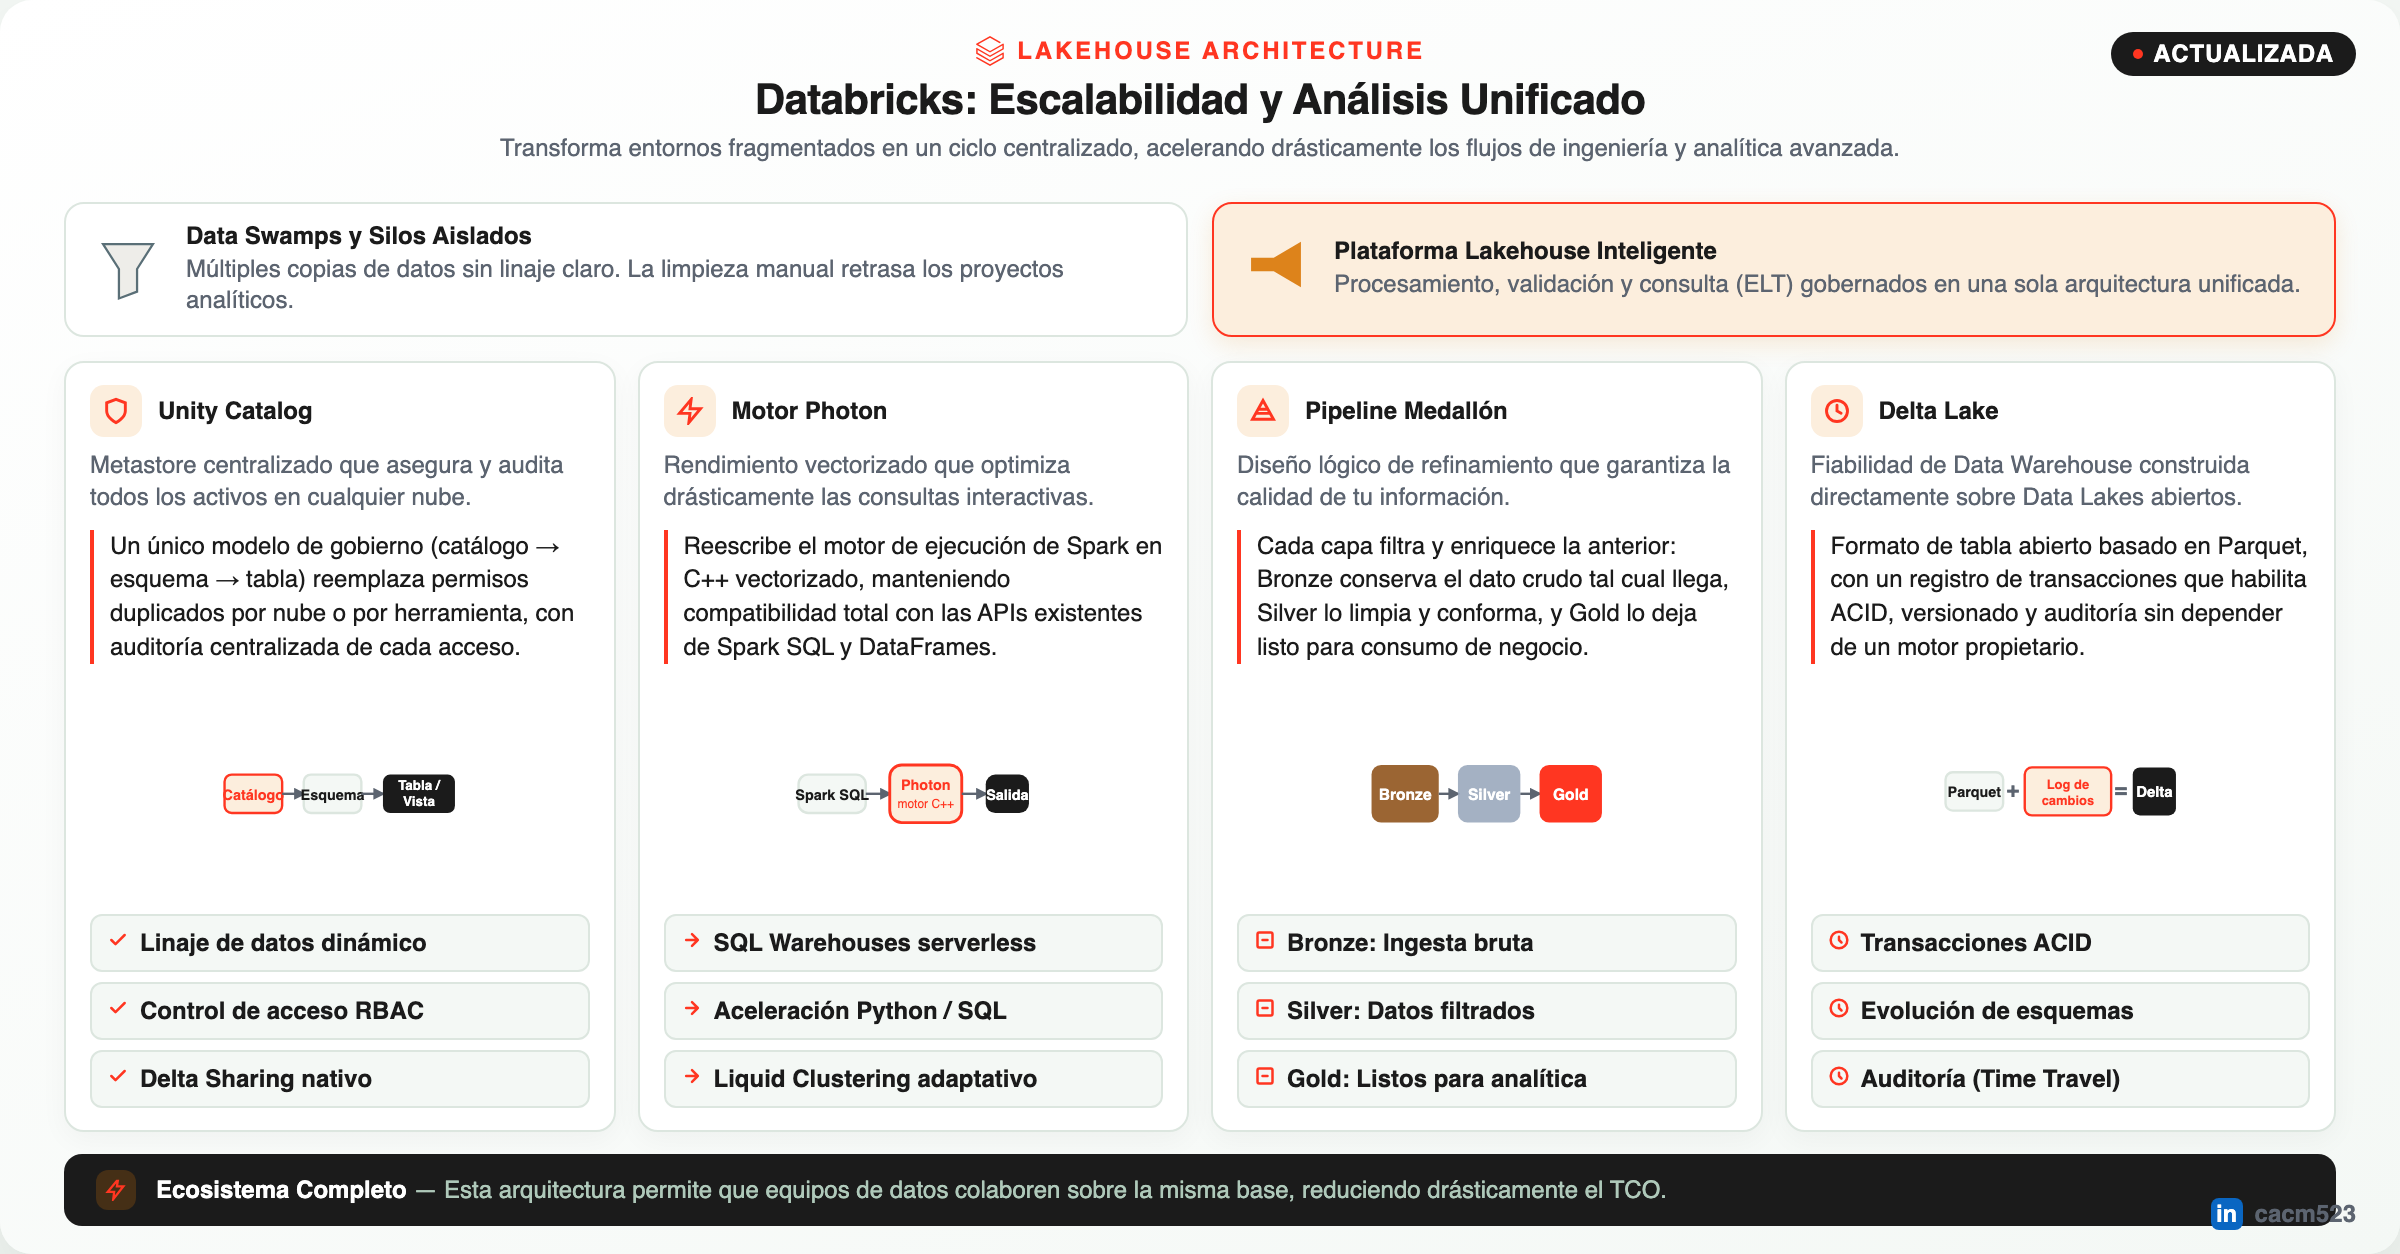 LAKEHOUSE ARCHITECTURE
ACTUALIZADA
Databricks: Escalabilidad y Análisis Unificado
Transforma entornos fragmentados en un ciclo centralizado, acelerando drásticamente los flujos de ingeniería y analítica avanzada.
Data Swamps y Silos Aislados
Múltiples copias de datos sin linaje claro. La limpieza manual retrasa los proyectos
analíticos.
Plataforma Lakehouse Inteligente
Procesamiento, validación y consulta (ELT) gobernados en una sola arquitectura unificada.
Unity Catalog
Metastore centralizado que asegura y audita
todos los activos en cualquier nube.
Un único modelo de gobierno (catálogo →
esquema → tabla) reemplaza permisos
duplicados por nube o por herramienta, con
auditoría centralizada de cada acceso.
Catálogo
Esquema
Tabla /
Vista
Linaje de datos dinámico
Control de acceso RBAC
Delta Sharing nativo
Motor Photon
Rendimiento vectorizado que optimiza
drásticamente las consultas interactivas.
Reescribe el motor de ejecución de Spark en
C++ vectorizado, manteniendo
compatibilidad total con las APIs existentes
de Spark SQL y DataFrames.
Spark SQL
Photon
motor C++
Salida
SQL Warehouses serverless
Aceleración Python / SQL
Liquid Clustering adaptativo
Pipeline Medallón
Diseño lógico de refinamiento que garantiza la
calidad de tu información.
Cada capa filtra y enriquece la anterior:
Bronze conserva el dato crudo tal cual llega,
Silver lo limpia y conforma, y Gold lo deja
listo para consumo de negocio.
Bronze
Silver
Gold
Bronze: Ingesta bruta
Silver: Datos filtrados
Gold: Listos para analítica
Delta Lake
Fiabilidad de Data Warehouse construida
directamente sobre Data Lakes abiertos.
Formato de tabla abierto basado en Parquet,
con un registro de transacciones que habilita
ACID, versionado y auditoría sin depender
de un motor propietario.
Parquet
+
Log de
cambios
=
Delta
Transacciones ACID
Evolución de esquemas
Auditoría (Time Travel)
Ecosistema Completo — Esta arquitectura permite que equipos de datos colaboren sobre la misma base, reduciendo drásticamente el TCO.
in cacm523